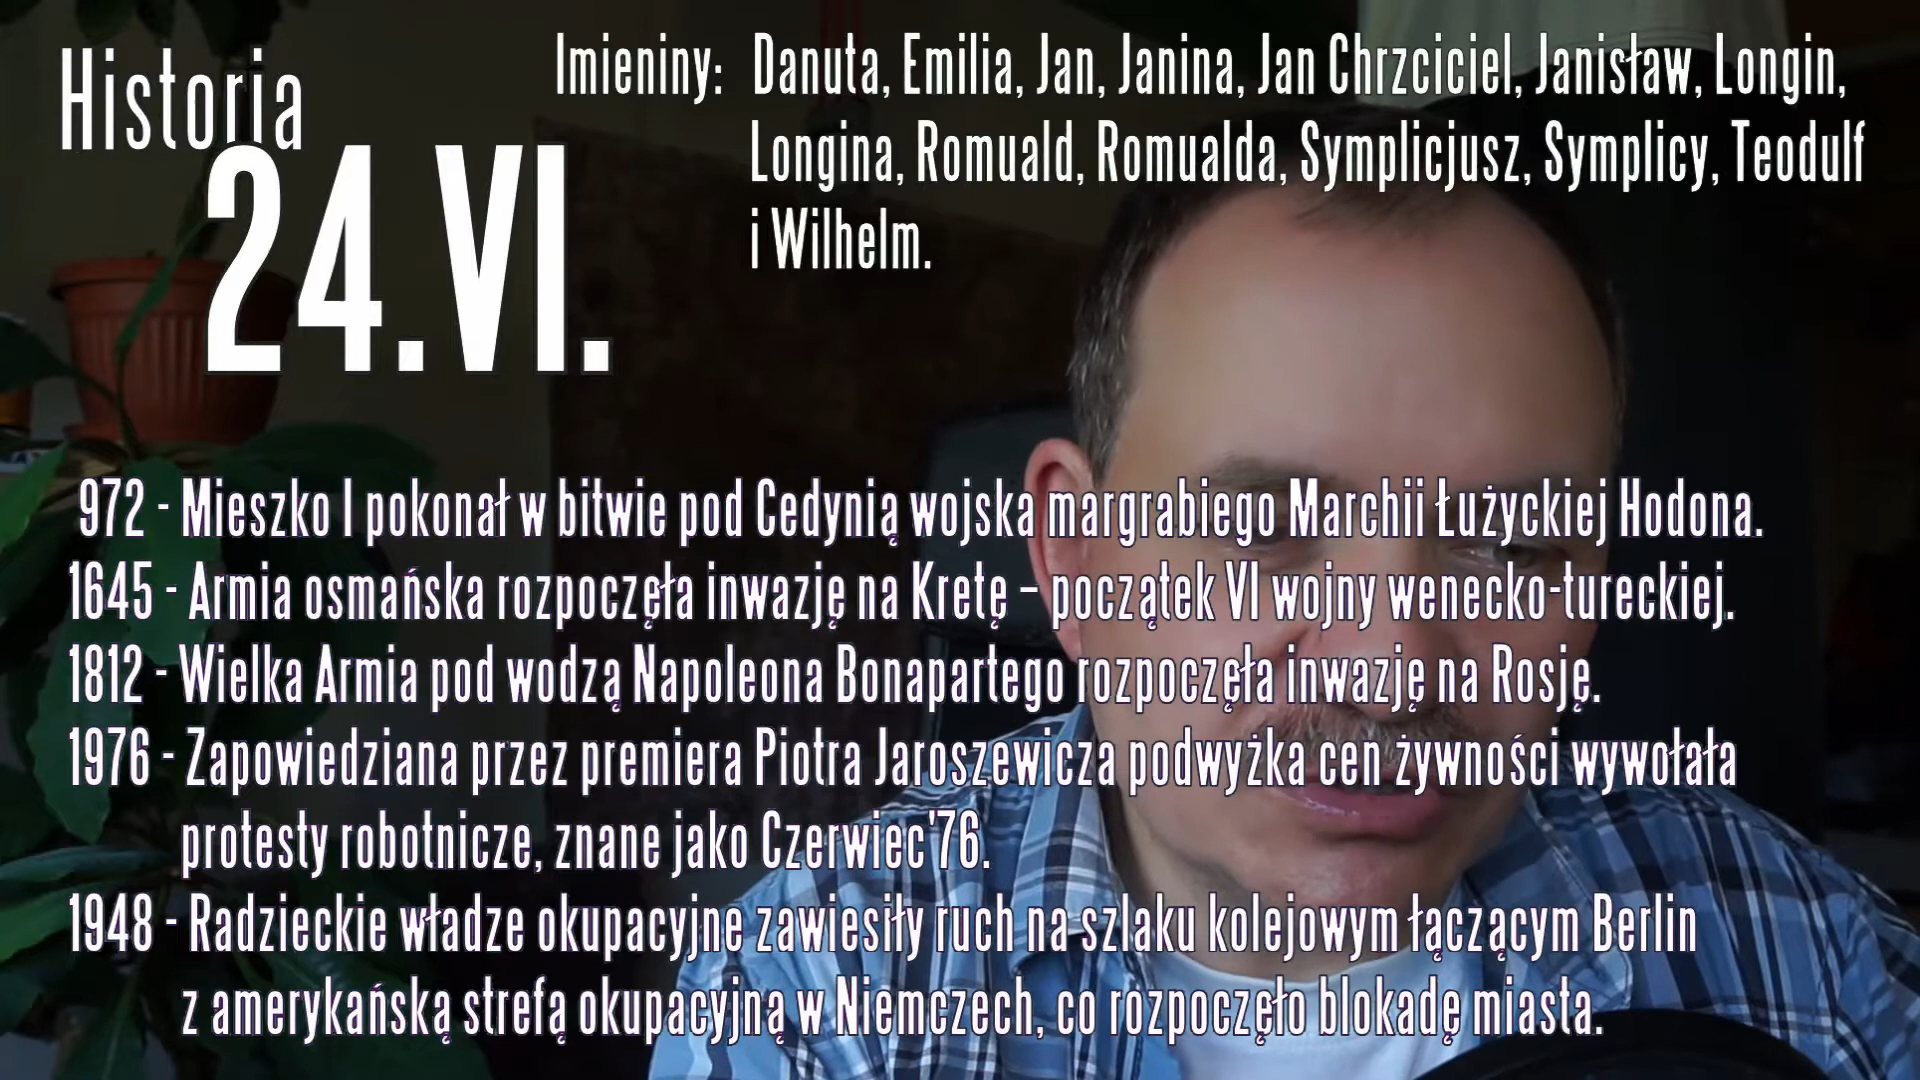 Historia
24.VI.
Imieniny: Danuta, Emilia, Jan, Janina, Jan Chrzciciel, Janisław, Longin,
Longina, Romuald, Romualda, Symplicjusz, Symplicy, Teodulf
i Wilhelm.
972 - Mieszko I pokonał w bitwie pod Cedynią wojska margrabiego Marchii Łużyckiej Hodona.
1645 - Armia osmańska rozpoczęła inwazję na Kretę – początek VI wojny wenecko-tureckiej.
1812 - Wielka Armia pod wodzą Napoleona Bonapartego rozpoczęła inwazję na Rosję.
1976 - Zapowiedziana przez premiera Piotra Jaroszewicza podwyżka cen żywności wywołała
protesty robotnicze, znane jako Czerwiec'76.
1948 - Radzieckie władze okupacyjne zawiesiły ruch na szlaku kolejowym łączącym Berlin
z amerykańską strefą okupacyjną w Niemczech, co rozpoczęło blokadę miasta.